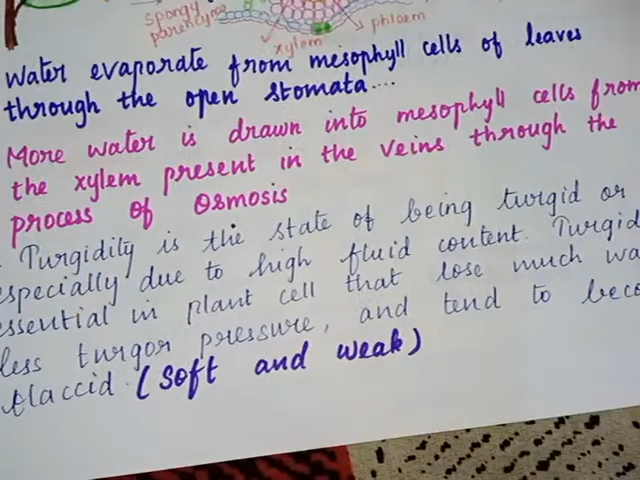 spongy
parenchyma
xylem
phloem
Water evaporate from mesophyll cells of leaves
through the open stomata....
More water is drawn into mesophyll cells from
the xylem present in the veins through the
process of Osmosis
Turgidity is the state of being turgid or
especially due to high fluid content. Turgid
essential in plant cell that lose much wa
less turgor pressure, and tend to beco
flaccid. (Soft and weak)